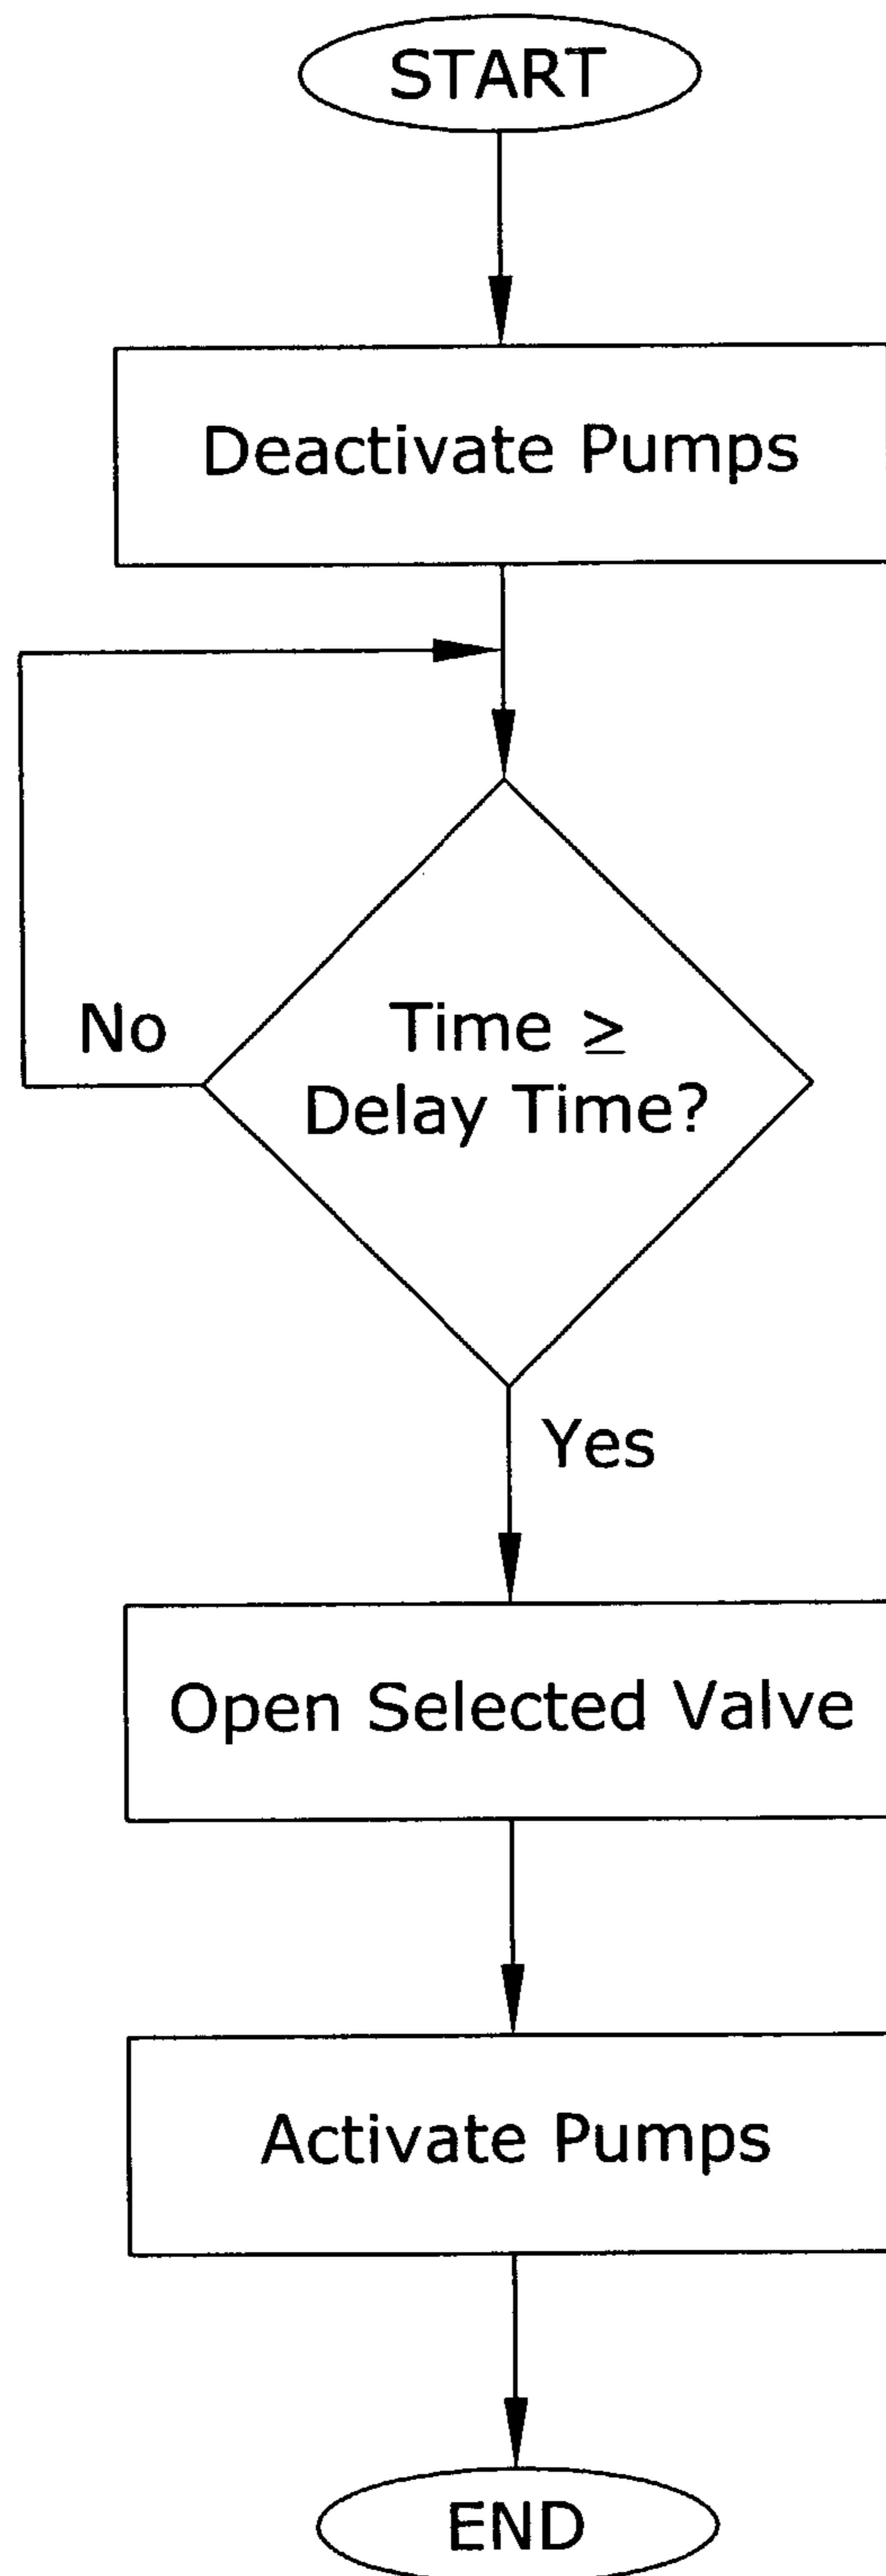 START
Deactivate Pumps
No
Time ≥
Delay Time?
Yes
Open Selected Valve
Activate Pumps
END